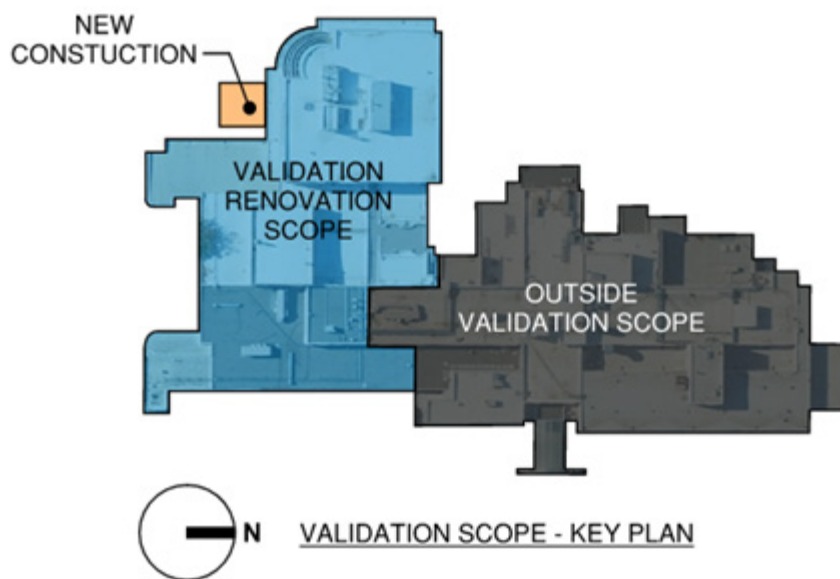 NEW
CONSTUCTION
VALIDATION
RENOVATION
SCOPE
OUTSIDE
VALIDATION SCOPE
N
VALIDATION SCOPE - KEY PLAN